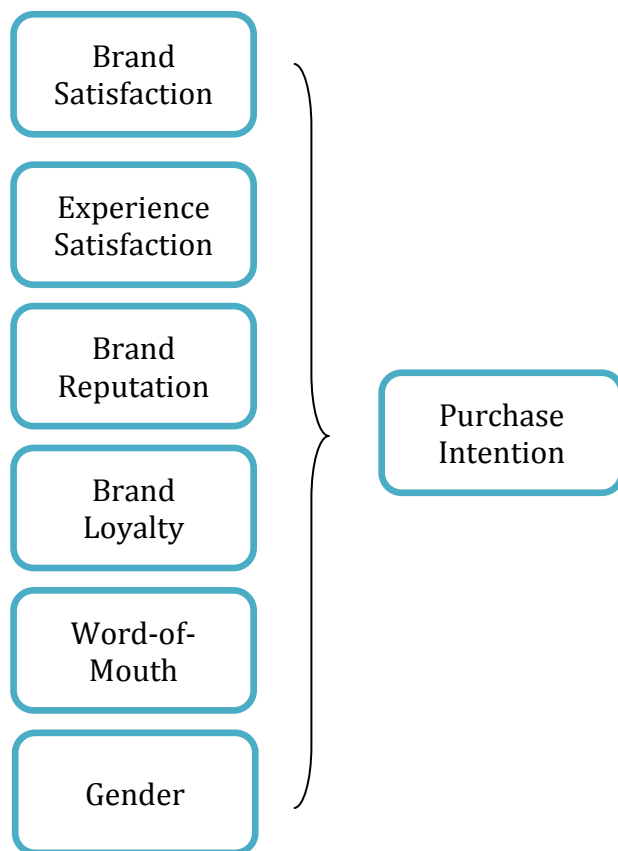 Brand
Satisfaction
Experience
Satisfaction
Brand
Reputation
Brand
Loyalty
Word-of-
Mouth
Gender
Purchase
Intention